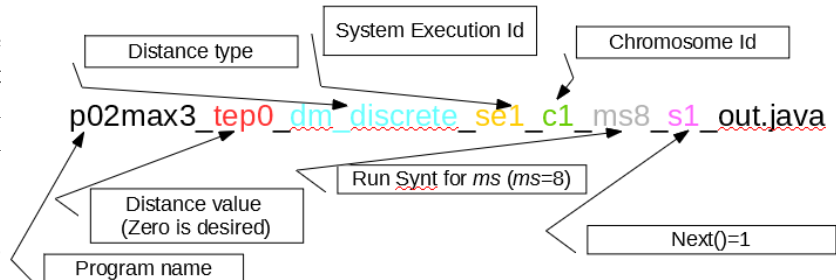 System Execution Id
Distance type
Chromosome Id
p02max3_tep0_dm_discrete_se1_c1_ms8_s1_out.java
Run Synt for ms (ms=8)
Distance value
(Zero is desired)
Next()=1
Program name